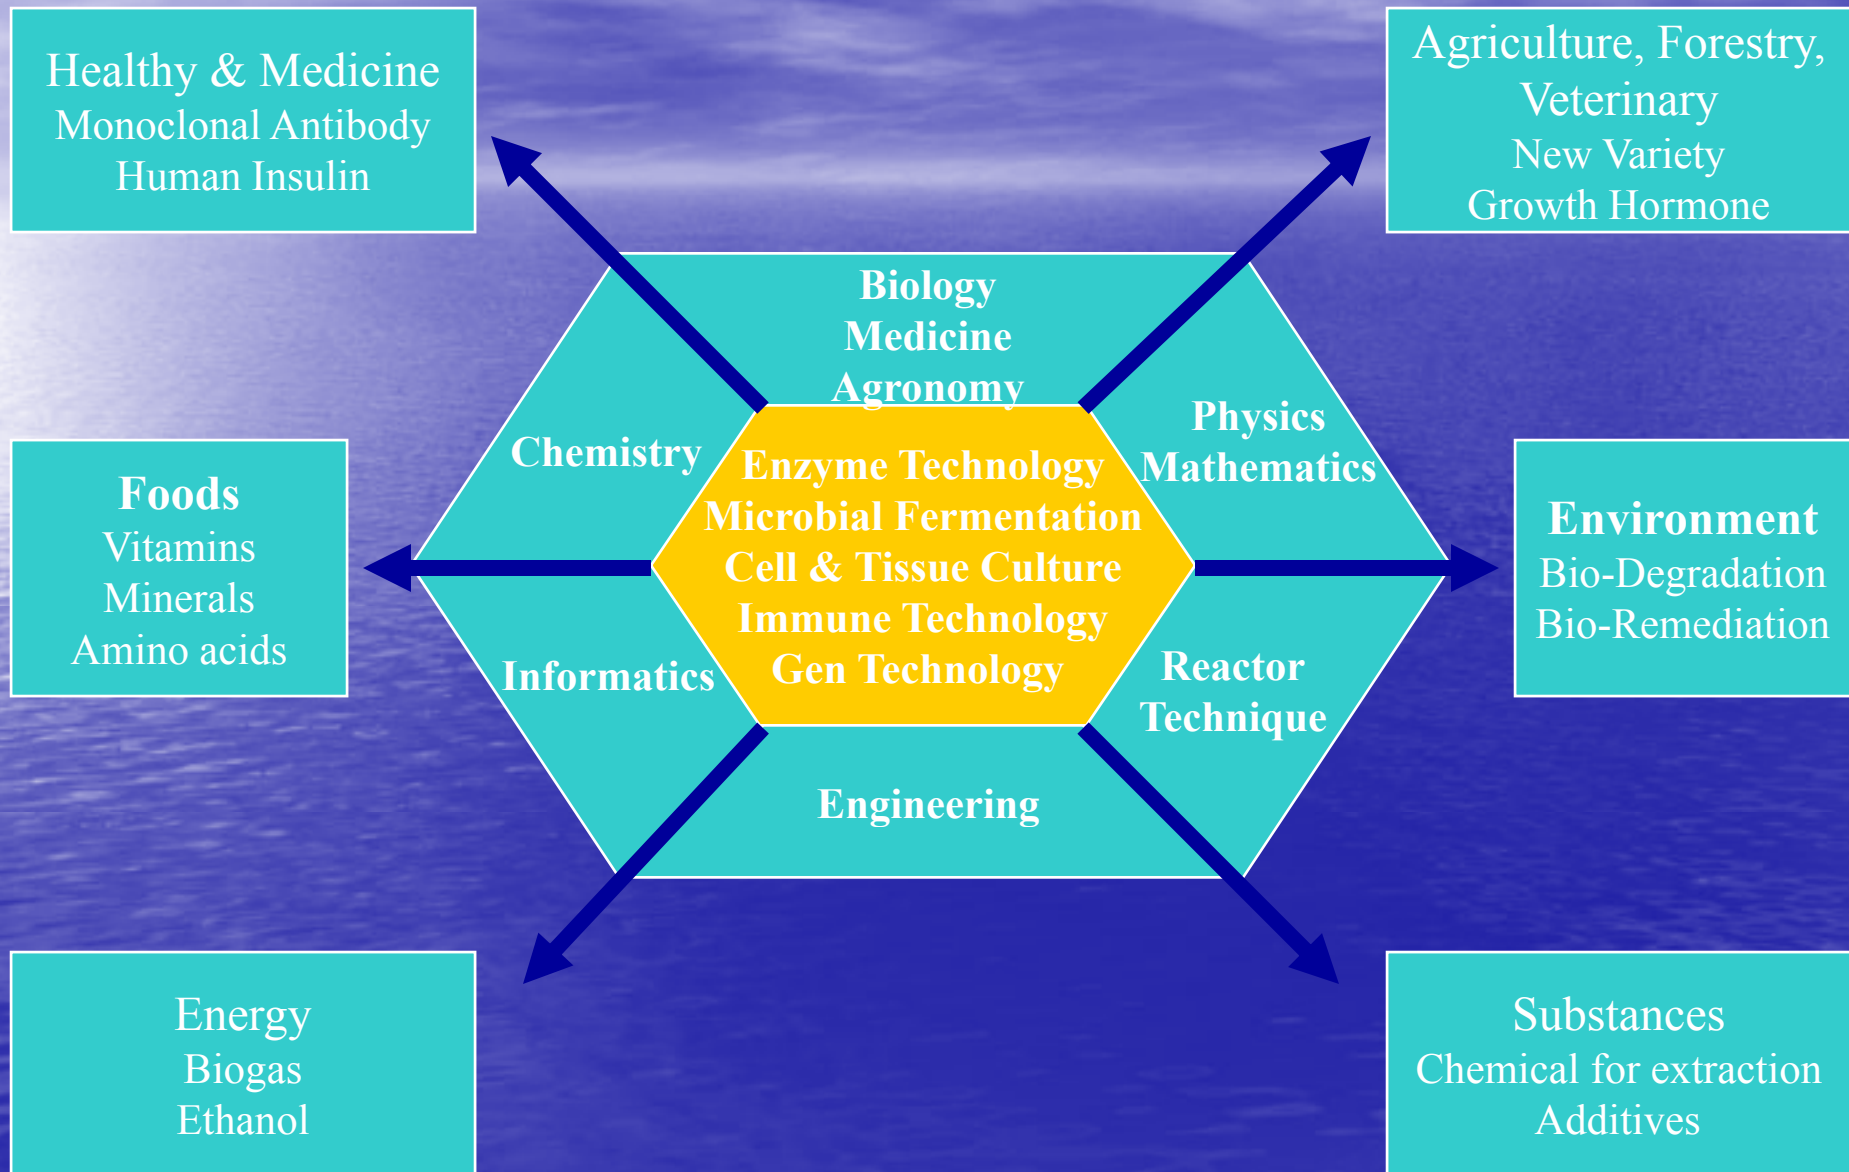 Healthy & Medicine
Monoclonal Antibody
Human Insulin
Agriculture, Forestry,
Veterinary
New Variety
Growth Hormone
Biology
Medicine
Agronomy
Chemistry
Physics
Mathematics
Enzyme Technology
Microbial Fermentation
Cell & Tissue Culture
Immune Technology
Gen Technology
Foods
Vitamins
Minerals
Amino acids
Environment
Bio-Degradation
Bio-Remediation
Informatics
Reactor
Technique
Engineering
Energy
Biogas
Ethanol
Substances
Chemical for extraction
Additives